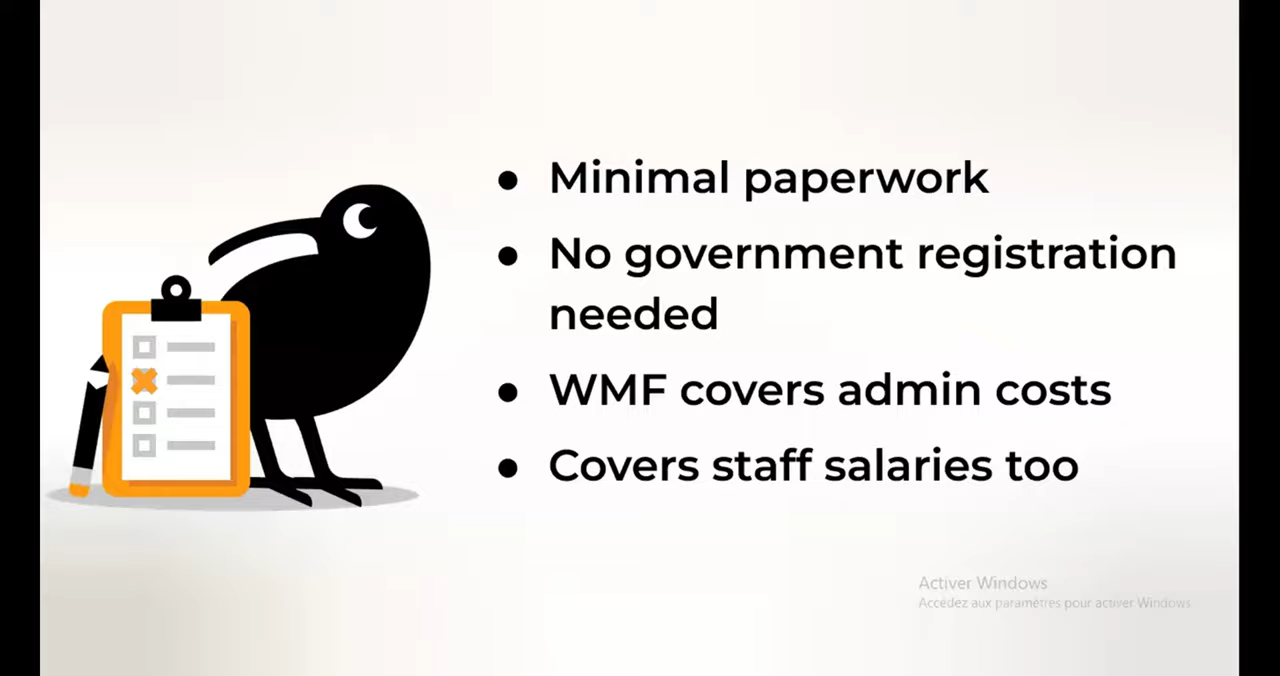 • Minimal paperwork
• No government registration
needed
• WMF covers admin costs
• Covers staff salaries too
Activer Windows
Accédez aux paramètres pour activer Windows.